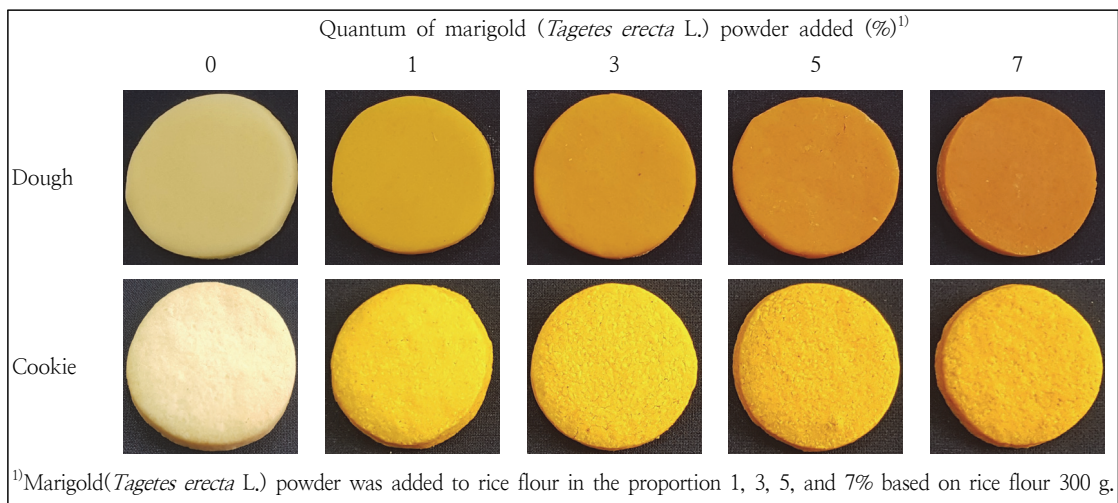 Quantum of marigold (Tagetes erecta L.) powder added (%)1)
0 1 3 5 7
Dough
Cookie
1)Marigold(Tagetes erecta L.) powder was added to rice flour in the proportion 1, 3, 5, and 7% based on rice flour 300 g.